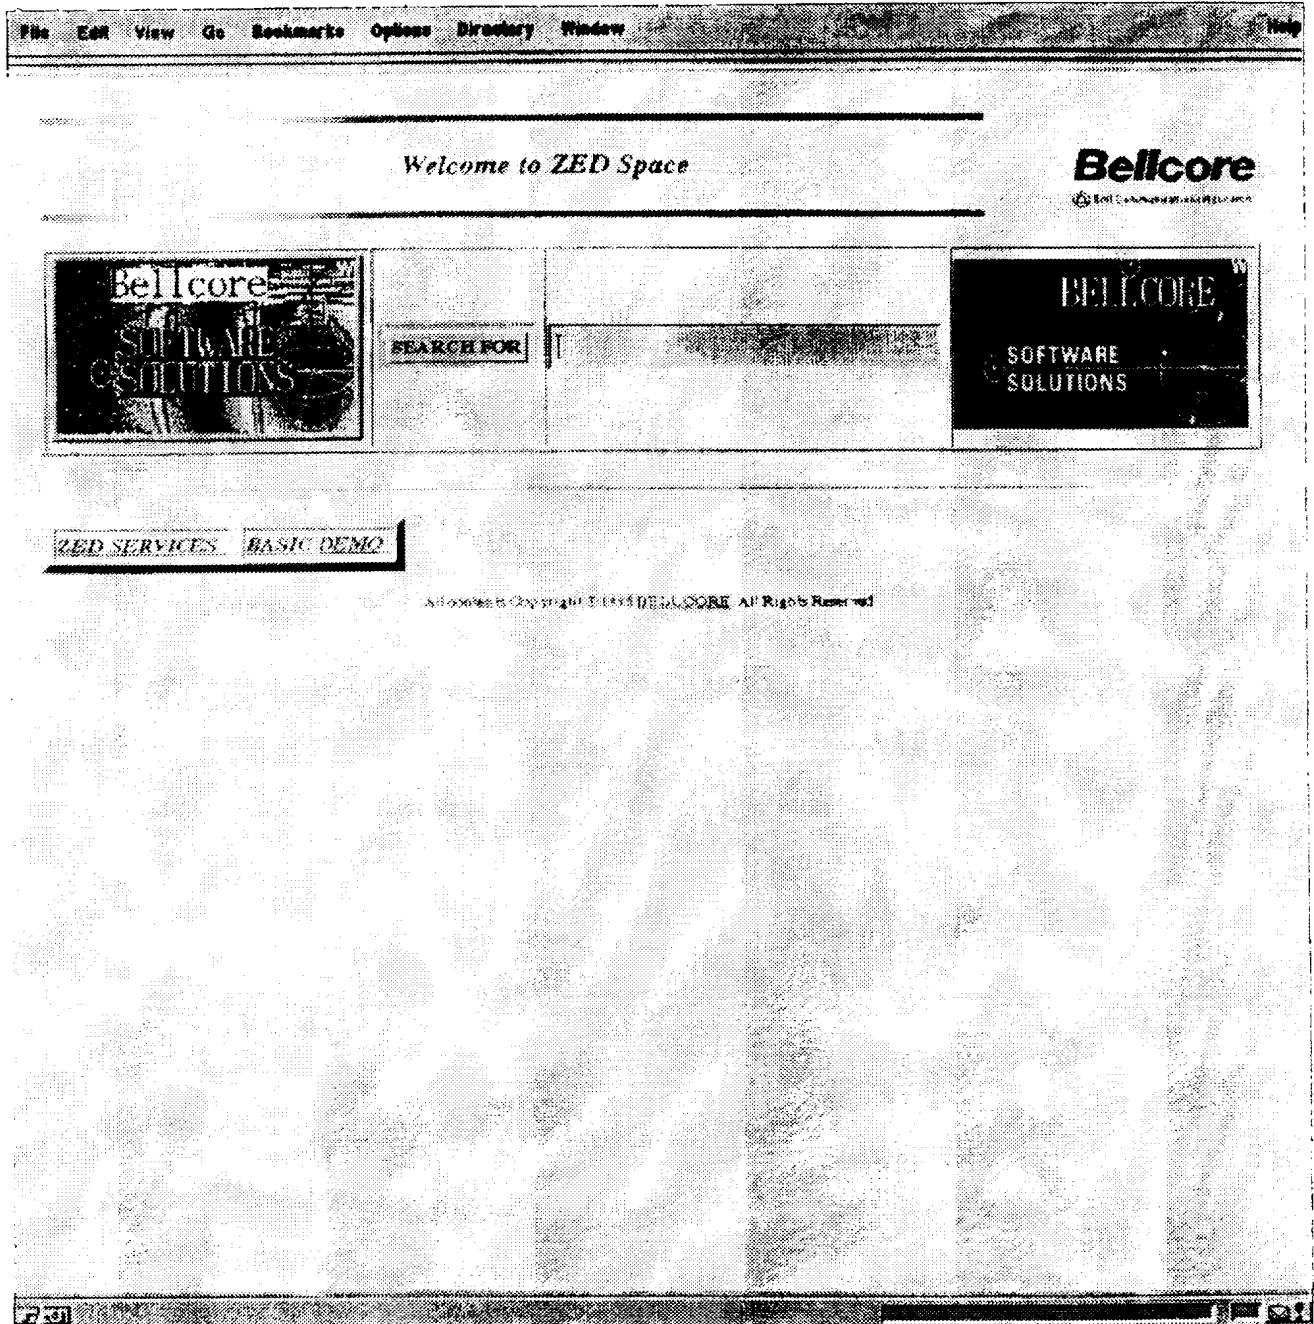 File Edit View Go Bookmarks Options Directory Window Help
Welcome to ZED Space
Bellcore
Bellcore
SOFTWARE
SOLUTIONS
SEARCH FOR
BELLCORE
SOFTWARE
SOLUTIONS
ZED SERVICES BASIC DEMO
Copyright BELLCORE All Rights Reserved